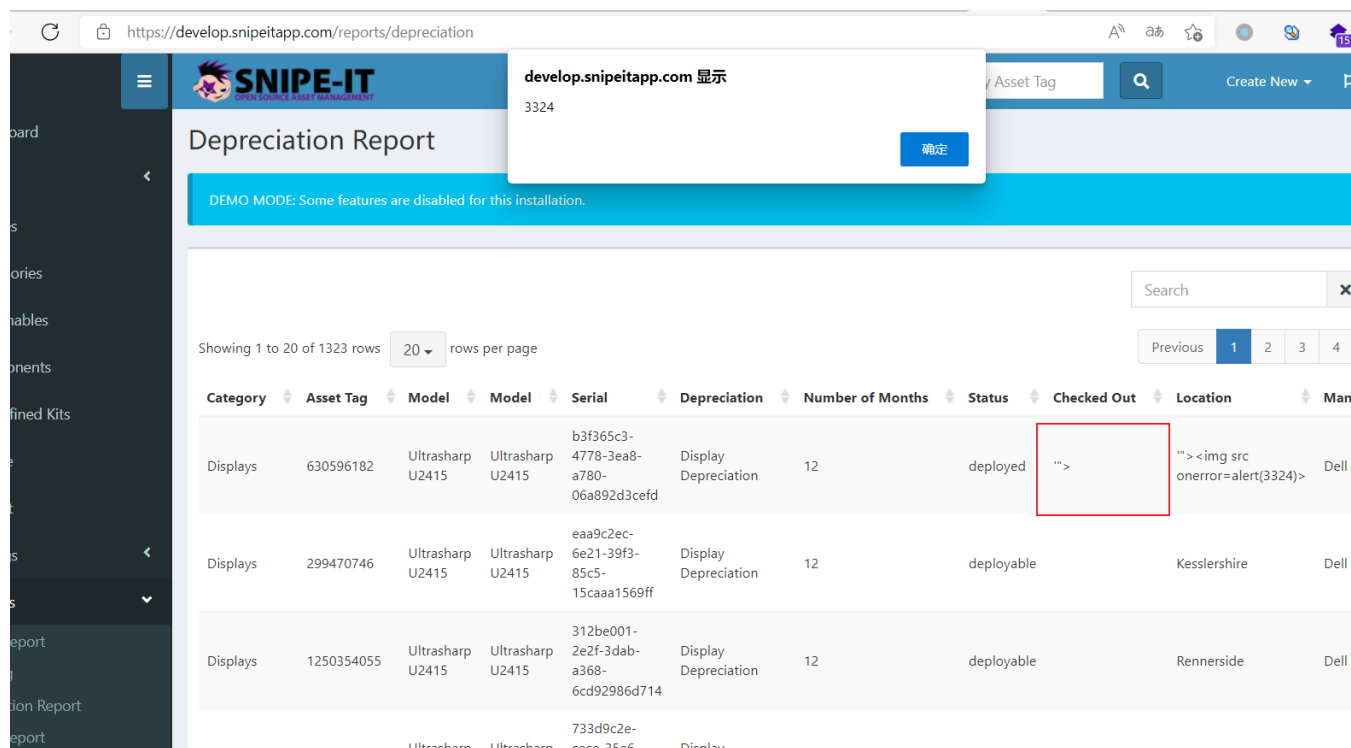 https://develop.snipeitapp.com/reports/depreciation
15
SNIPE-IT
OPEN SOURCE ASSET MANAGEMENT
develop.snipeitapp.com 显示
3324
确定
Asset Tag
Create New
Depreciation Report
DEMO MODE: Some features are disabled for this installation.
oard
s
ories
nables
onents
fined Kits
e
t
s
s
eport
tion Report
eport
Search
Showing 1 to 20 of 1323 rows 20 rows per page
Previous 1 2 3 4
Category Asset Tag Model Model Serial Depreciation Number of Months Status Checked Out Location Man
Displays 630596182 Ultrasharp U2415 Ultrasharp U2415 b3f365c3-4778-3ea8-a780-06a892d3cefd Display Depreciation 12 deployed '"> '"><img src onerror=alert(3324)> Dell
Displays 299470746 Ultrasharp U2415 Ultrasharp U2415 eaa9c2ec-6e21-39f3-85c5-15caaa1569ff Display Depreciation 12 deployable Kesslershire Dell
Displays 1250354055 Ultrasharp U2415 Ultrasharp U2415 312be001-2e2f-3dab-a368-6cd92986d714 Display Depreciation 12 deployable Rennerside Dell
733d9c2e-